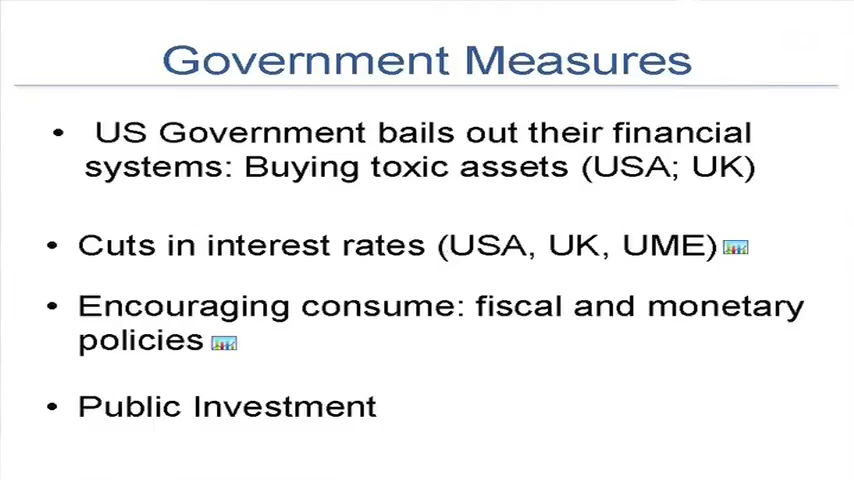 Government Measures
• US Government bails out their financial
systems: Buying toxic assets (USA; UK)
• Cuts in interest rates (USA, UK, UME)
• Encouraging consume: fiscal and monetary
policies
• Public Investment